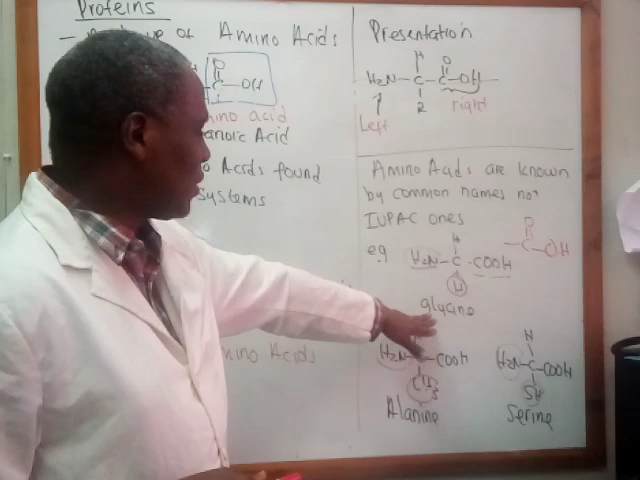 Proteins
of Amino Acids
O
C-OH
acid
anoic Acid
Acids found
systems
Amino Acids
Presentation
H O
H₂N-C-C-OH
right
Left
Amino Acids are known
by common names not
IUPAC ones
eg
H
H₂N-C-COOH
H
O
-C-OH
glycine
H₂N -COOH
CH₃
Alanine
H
H₂N-C-COOH
SH
Serine